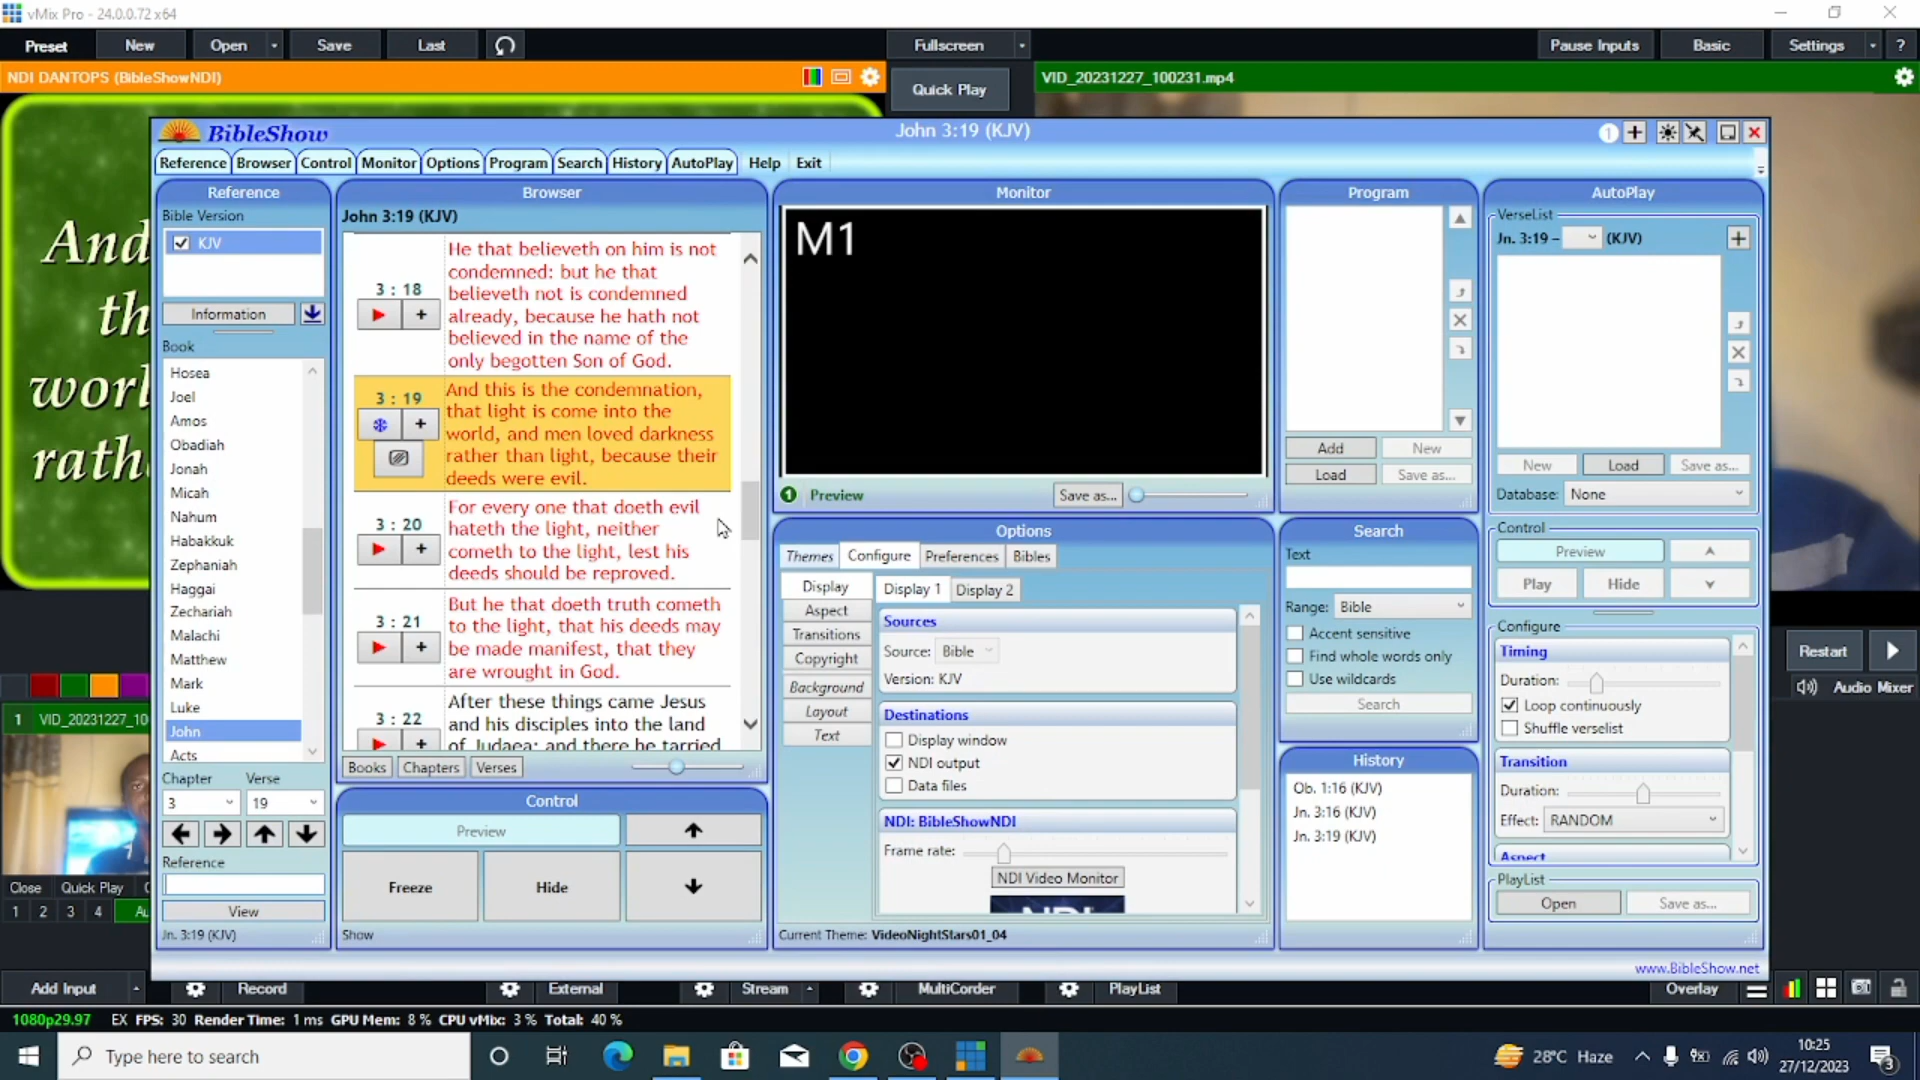 vMix Pro - 24.0.0.72 x64
Preset
New
Open
Save
Last
Fullscreen
Pause Inputs
Basic
Settings
?
NDI DANTOPS (BibleShowNDI)
Quick Play
VID_20231227_100231.mp4
And
th
worl
rath
BibleShow
John 3:19 (KJV)
1
Reference
Browser
Control
Monitor
Options
Program
Search
History
AutoPlay
Help
Exit
Reference
Bible Version
KJV
Information
Book
Hosea
Joel
Amos
Obadiah
Jonah
Micah
Nahum
Habakkuk
Zephaniah
Haggai
Zechariah
Malachi
Matthew
Mark
Luke
John
Acts
Chapter
Verse
3
19
Reference
View
Jn. 3:19 (KJV)
Browser
John 3:19 (KJV)
3 : 18
He that believeth on him is not
condemned: but he that
believeth not is condemned
already, because he hath not
believed in the name of the
only begotten Son of God.
3 : 19
And this is the condemnation,
that light is come into the
world, and men loved darkness
rather than light, because their
deeds were evil.
3 : 20
For every one that doeth evil
hateth the light, neither
cometh to the light, lest his
deeds should be reproved.
3 : 21
But he that doeth truth cometh
to the light, that his deeds may
be made manifest, that they
are wrought in God.
3 : 22
After these things came Jesus
and his disciples into the land
of Judaea; and there he tarried
Books
Chapters
Verses
Control
Preview
Freeze
Hide
Show
Monitor
M1
1 Preview
Save as...
Options
Themes
Configure
Preferences
Bibles
Display
Aspect
Transitions
Copyright
Background
Layout
Text
Display 1
Display 2
Sources
Source: Bible
Version: KJV
Destinations
Display window
NDI output
Data files
NDI: BibleShowNDI
Frame rate:
NDI Video Monitor
NDI
Current Theme: VideoNightStars01_04
Program
Add
New
Load
Save as...
Search
Text
Range: Bible
Accent sensitive
Find whole words only
Use wildcards
Search
History
Ob. 1:16 (KJV)
Jn. 3:16 (KJV)
Jn. 3:19 (KJV)
AutoPlay
VerseList
Jn. 3:19 – (KJV)
New
Load
Save as...
Database: None
Control
Preview
Play
Hide
Configure
Timing
Duration:
Loop continuously
Shuffle verselist
Transition
Duration:
Effect: RANDOM
Aspect
PlayList
Open
Save as...
www.BibleShow.net
1 VID_20231227_10
Close
Quick Play
1 2 3 4 Au
Restart
Audio Mixer
Add Input
Record
External
Stream
MultiCorder
PlayList
Overlay
1080p29.97 EX FPS: 30 Render Time: 1 ms GPU Mem: 8 % CPU vMix: 3 % Total: 40 %
Type here to search
28°C Haze
10:25
27/12/2023
3